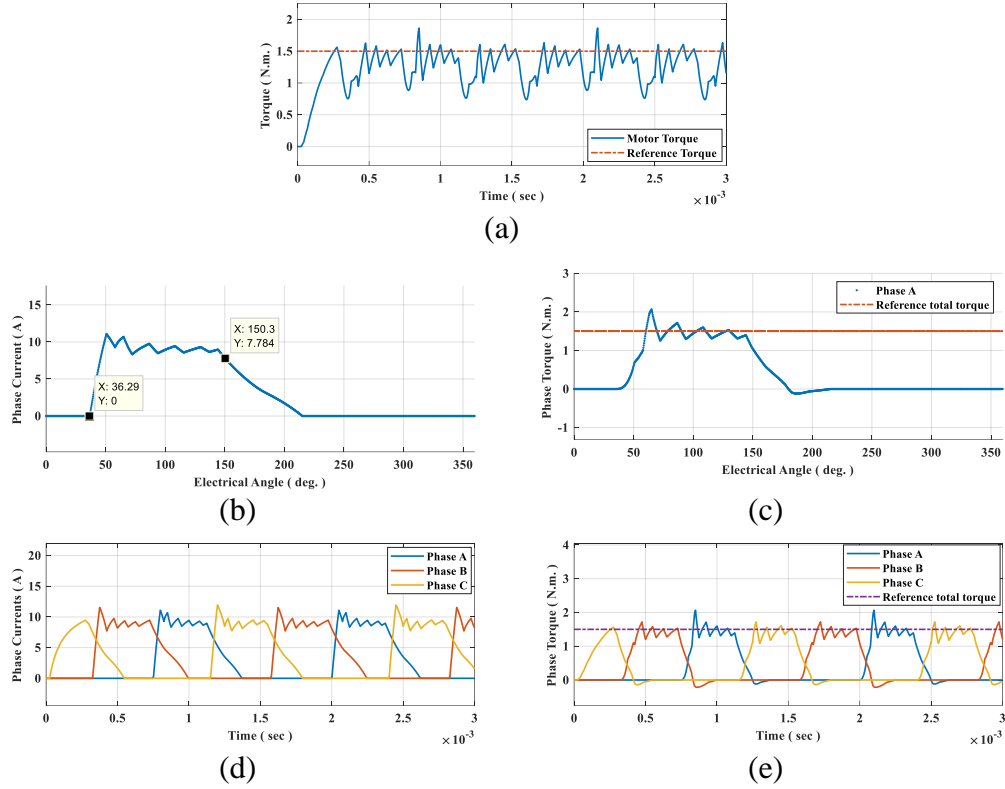 2
1.5
1
0.5
0
Torque ( N.m. )
Motor Torque
Reference Torque
0 0.5 1 1.5 2 2.5 3
Time ( sec )
× 10⁻³
(a)
15
10
5
0
Phase Current ( A )
X: 150.3
Y: 7.784
X: 36.29
Y: 0
0 50 100 150 200 250 300 350
Electrical Angle ( deg. )
(b)
3
2
1
0
-1
Phase Torque ( N.m. )
Phase A
Reference total torque
0 50 100 150 200 250 300 350
Electrical Angle ( deg. )
(c)
20
15
10
5
0
Phase Currents ( A )
Phase A
Phase B
Phase C
0 0.5 1 1.5 2 2.5 3
Time ( sec )
× 10⁻³
(d)
4
3
2
1
0
Phase Torque ( N.m. )
Phase A
Phase B
Phase C
Reference total torque
0 0.5 1 1.5 2 2.5 3
Time ( sec )
× 10⁻³
(e)